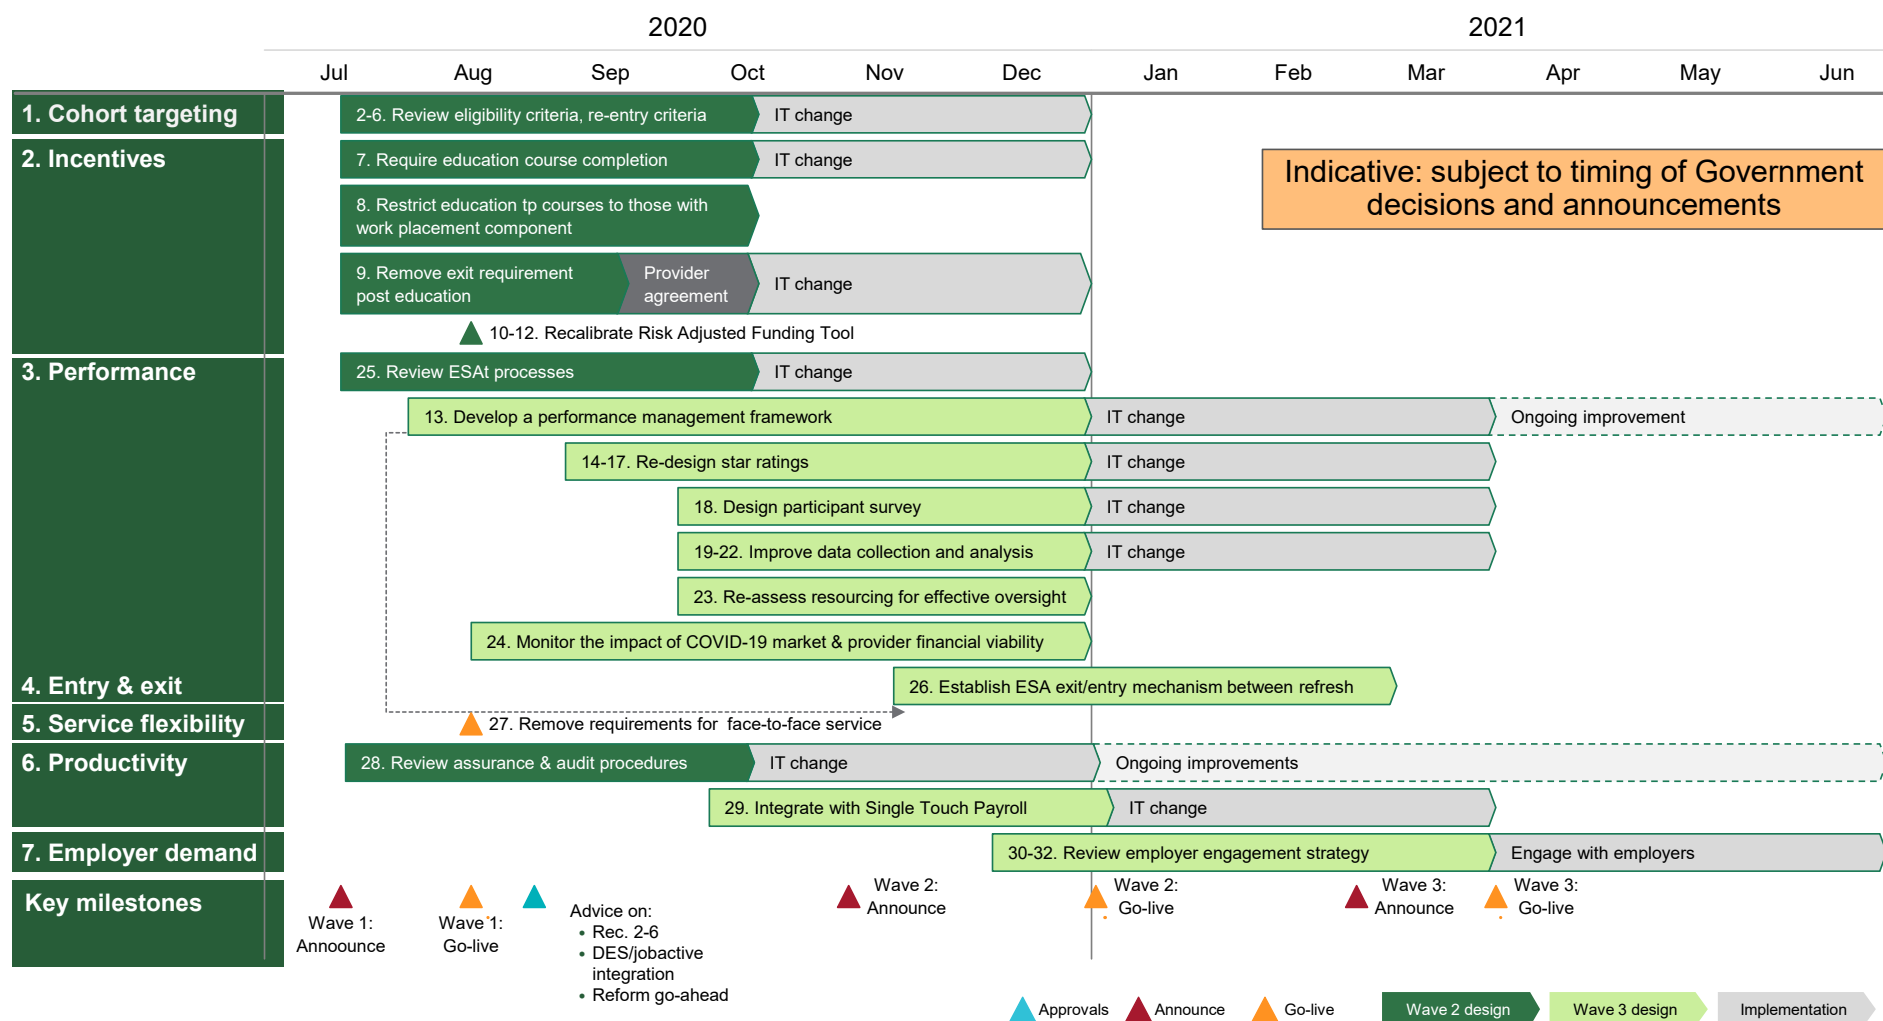 2020
2021
Jul
Aug
Sep
Oct
Nov
Dec
Jan
Feb
Mar
Apr
May
Jun
1. Cohort targeting
2-6. Review eligibility criteria, re-entry criteria
IT change
2. Incentives
7. Require education course completion
IT change
Indicative: subject to timing of Government
decisions and announcements
8. Restrict education tp courses to those with
work placement component
9. Remove exit requirement
post education
Provider
agreement
IT change
10-12. Recalibrate Risk Adjusted Funding Tool
3. Performance
25. Review ESAt processes
IT change
13. Develop a performance management framework
IT change
Ongoing improvement
14-17. Re-design star ratings
IT change
18. Design participant survey
IT change
19-22. Improve data collection and analysis
IT change
23. Re-assess resourcing for effective oversight
24. Monitor the impact of COVID-19 market & provider financial viability
4. Entry & exit
26. Establish ESA exit/entry mechanism between refresh
5. Service flexibility
27. Remove requirements for  face-to-face service
6. Productivity
28. Review assurance & audit procedures
IT change
Ongoing improvements
29. Integrate with Single Touch Payroll
IT change
7. Employer demand
30-32. Review employer engagement strategy
Engage with employers
Key milestones
Wave 1:
Annoounce
Wave 1:
Go-live
Advice on:
• Rec. 2-6
• DES/jobactive
integration
• Reform go-ahead
Wave 2:
Announce
Wave 2:
Go-live
Wave 3:
Announce
Wave 3:
Go-live
Approvals
Announce
Go-live
Wave 2 design
Wave 3 design
Implementation